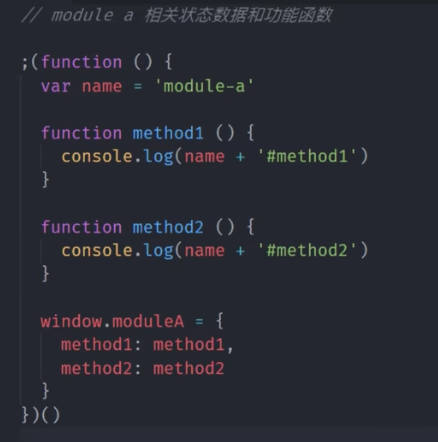 // module a 相关状态数据和功能函数
;(function () {
  var name = 'module-a'
  function method1 () {
    console.log(name + '#method1')
  }
  function method2 () {
    console.log(name + '#method2')
  }
  window.moduleA = {
    method1: method1,
    method2: method2
  }
})()